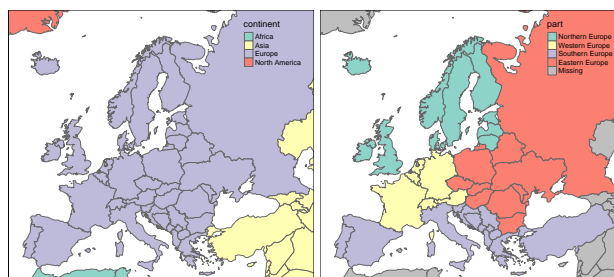 continent
Africa
Asia
Europe
North America
part
Northern Europe
Western Europe
Southern Europe
Eastern Europe
Missing